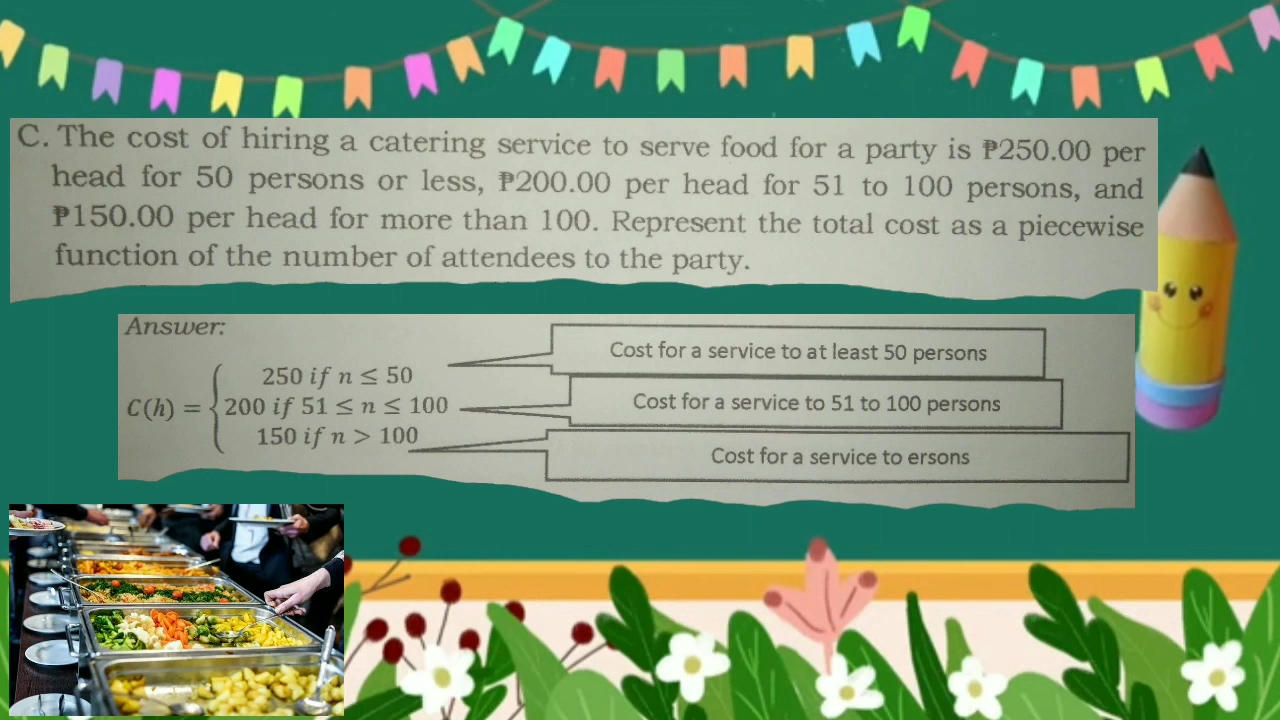 C. The cost of hiring a catering service to serve food for a party is ₱250.00 per
head for 50 persons or less, ₱200.00 per head for 51 to 100 persons, and
₱150.00 per head for more than 100. Represent the total cost as a piecewise
function of the number of attendees to the party.
Answer:
Cost for a service to at least 50 persons
250 if n ≤ 50
C(h) = { 200 if 51 ≤ n ≤ 100
Cost for a service to 51 to 100 persons
150 if n > 100
Cost for a service to ersons